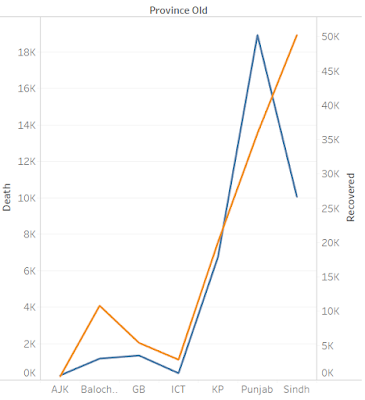 Province Old
18K
16K
14K
12K
10K
8K
6K
4K
2K
0K
Death
50K
45K
40K
35K
30K
25K
20K
15K
10K
5K
0K
Recovered
AJK Baloch.. GB ICT KP Punjab Sindh